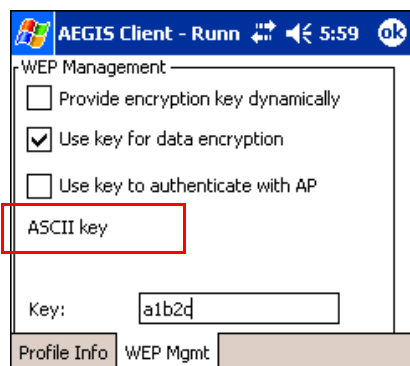 AEGIS Client - Runn 5:59 ok
WEP Management
Provide encryption key dynamically
Use key for data encryption
Use key to authenticate with AP
ASCII key
Key: a1b2c
Profile Info WEP Mgmt